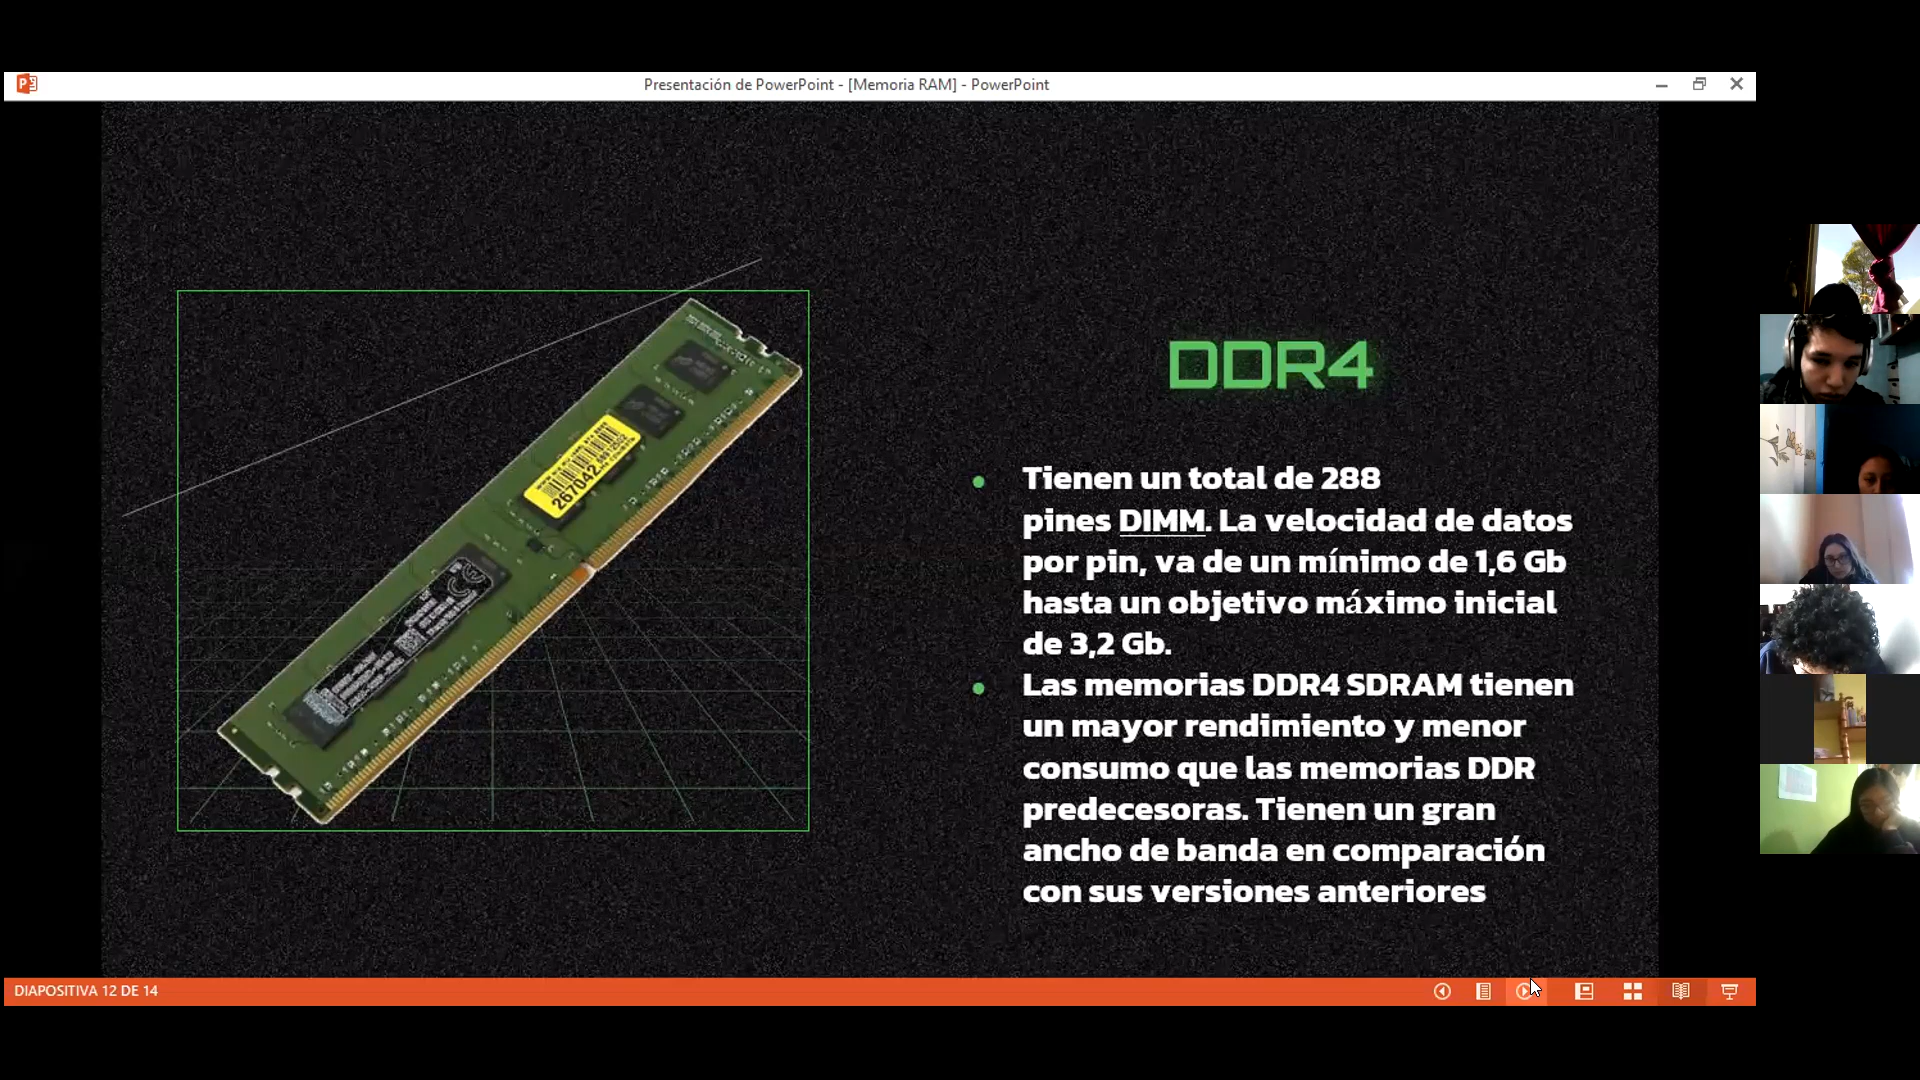 Presentación de PowerPoint - [Memoria RAM] - PowerPoint
DDR4
Tienen un total de 288
pines DIMM. La velocidad de datos
por pin, va de un mínimo de 1,6 Gb
hasta un objetivo máximo inicial
de 3,2 Gb.
Las memorias DDR4 SDRAM tienen
un mayor rendimiento y menor
consumo que las memorias DDR
predecesoras. Tienen un gran
ancho de banda en comparación
con sus versiones anteriores
267042
DIAPOSITIVA 12 DE 14